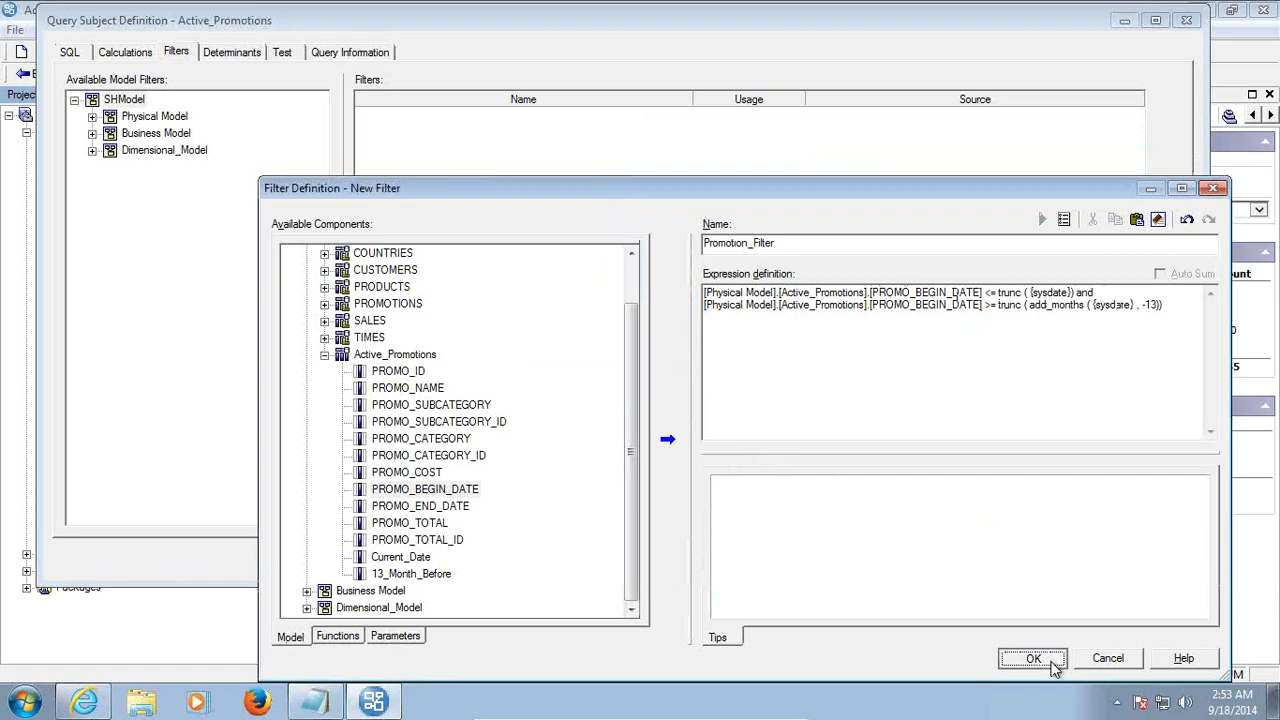 Query Subject Definition - Active_Promotions
File
SQL Calculations Filters Determinants Test Query Information
Available Model Filters:
Filters:
SHModel
Physical Model
Business Model
Dimensional_Model
Name Usage Source
Projec
Filter Definition - New Filter
Available Components:
COUNTRIES
CUSTOMERS
PRODUCTS
PROMOTIONS
SALES
TIMES
Active_Promotions
PROMO_ID
PROMO_NAME
PROMO_SUBCATEGORY
PROMO_SUBCATEGORY_ID
PROMO_CATEGORY
PROMO_CATEGORY_ID
PROMO_COST
PROMO_BEGIN_DATE
PROMO_END_DATE
PROMO_TOTAL
PROMO_TOTAL_ID
Current_Date
13_Month_Before
Business Model
Dimensional_Model
Model Functions Parameters
Name:
Promotion_Filter
Expression definition:
Auto Sum
[Physical Model].[Active_Promotions].[PROMO_BEGIN_DATE] <= trunc ( {sysdate}) and
[Physical Model].[Active_Promotions].[PROMO_BEGIN_DATE] >= trunc ( add_months ( {sysdate} , -13))
Tips
OK Cancel Help
ount
Packages
2:53 AM
9/18/2014